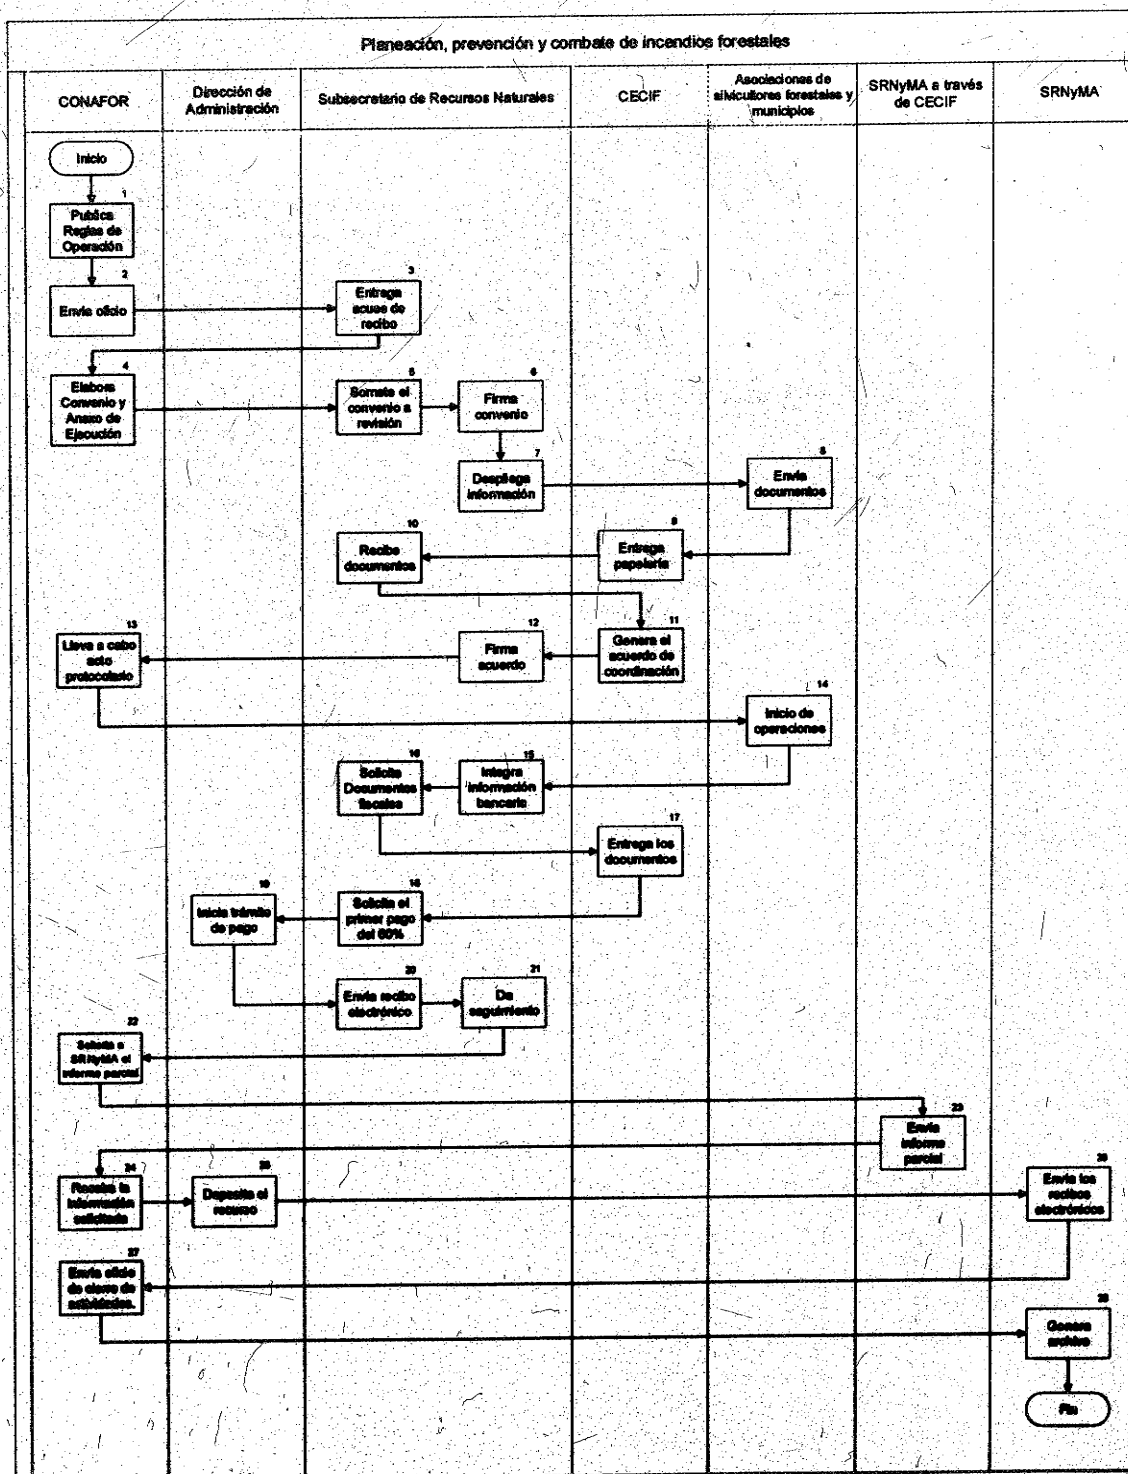 Planeación, prevención y combate de incendios forestales
CONAFOR
Dirección de
Administración
Subsecretario de Recursos Naturales
CECIF
Asociaciones de
silvicultores forestales y
municipios
SRNyMA a través
de CECIF
SRNyMA
Inicio
1
Publica
Reglas de
Operación
2
Envía oficio
3
Entrega
acuse de
recibo
4
Elabora
Convenio y
Anexo de
Ejecución
5
Somete el
convenio a
revisión
6
Firma
convenio
7
Despliega
información
8
Envía
documentos
9
Entrega
papelería
10
Recibe
documentos
11
Genera el
acuerdo de
coordinación
12
Firma
acuerdo
13
Lleva a cabo
acto
protocolario
14
Inicio de
operaciones
15
Integra
información
bancaria
16
Solicita
Documentos
fiscales
17
Entrega los
documentos
18
Solicita el
primer pago
del 60%
19
Inicia trámite
de pago
20
Envía recibo
electrónico
21
Da
seguimiento
22
Solicita a
SRNyMA el
informe parcial
23
Envía
informe
parcial
24
la
información
solicitada
25
Deposita el
recurso
26
Envía los
recibos
electrónicos
27
Envía oficio
de cierre de
actividades.
28
Genera
archivo
Fin